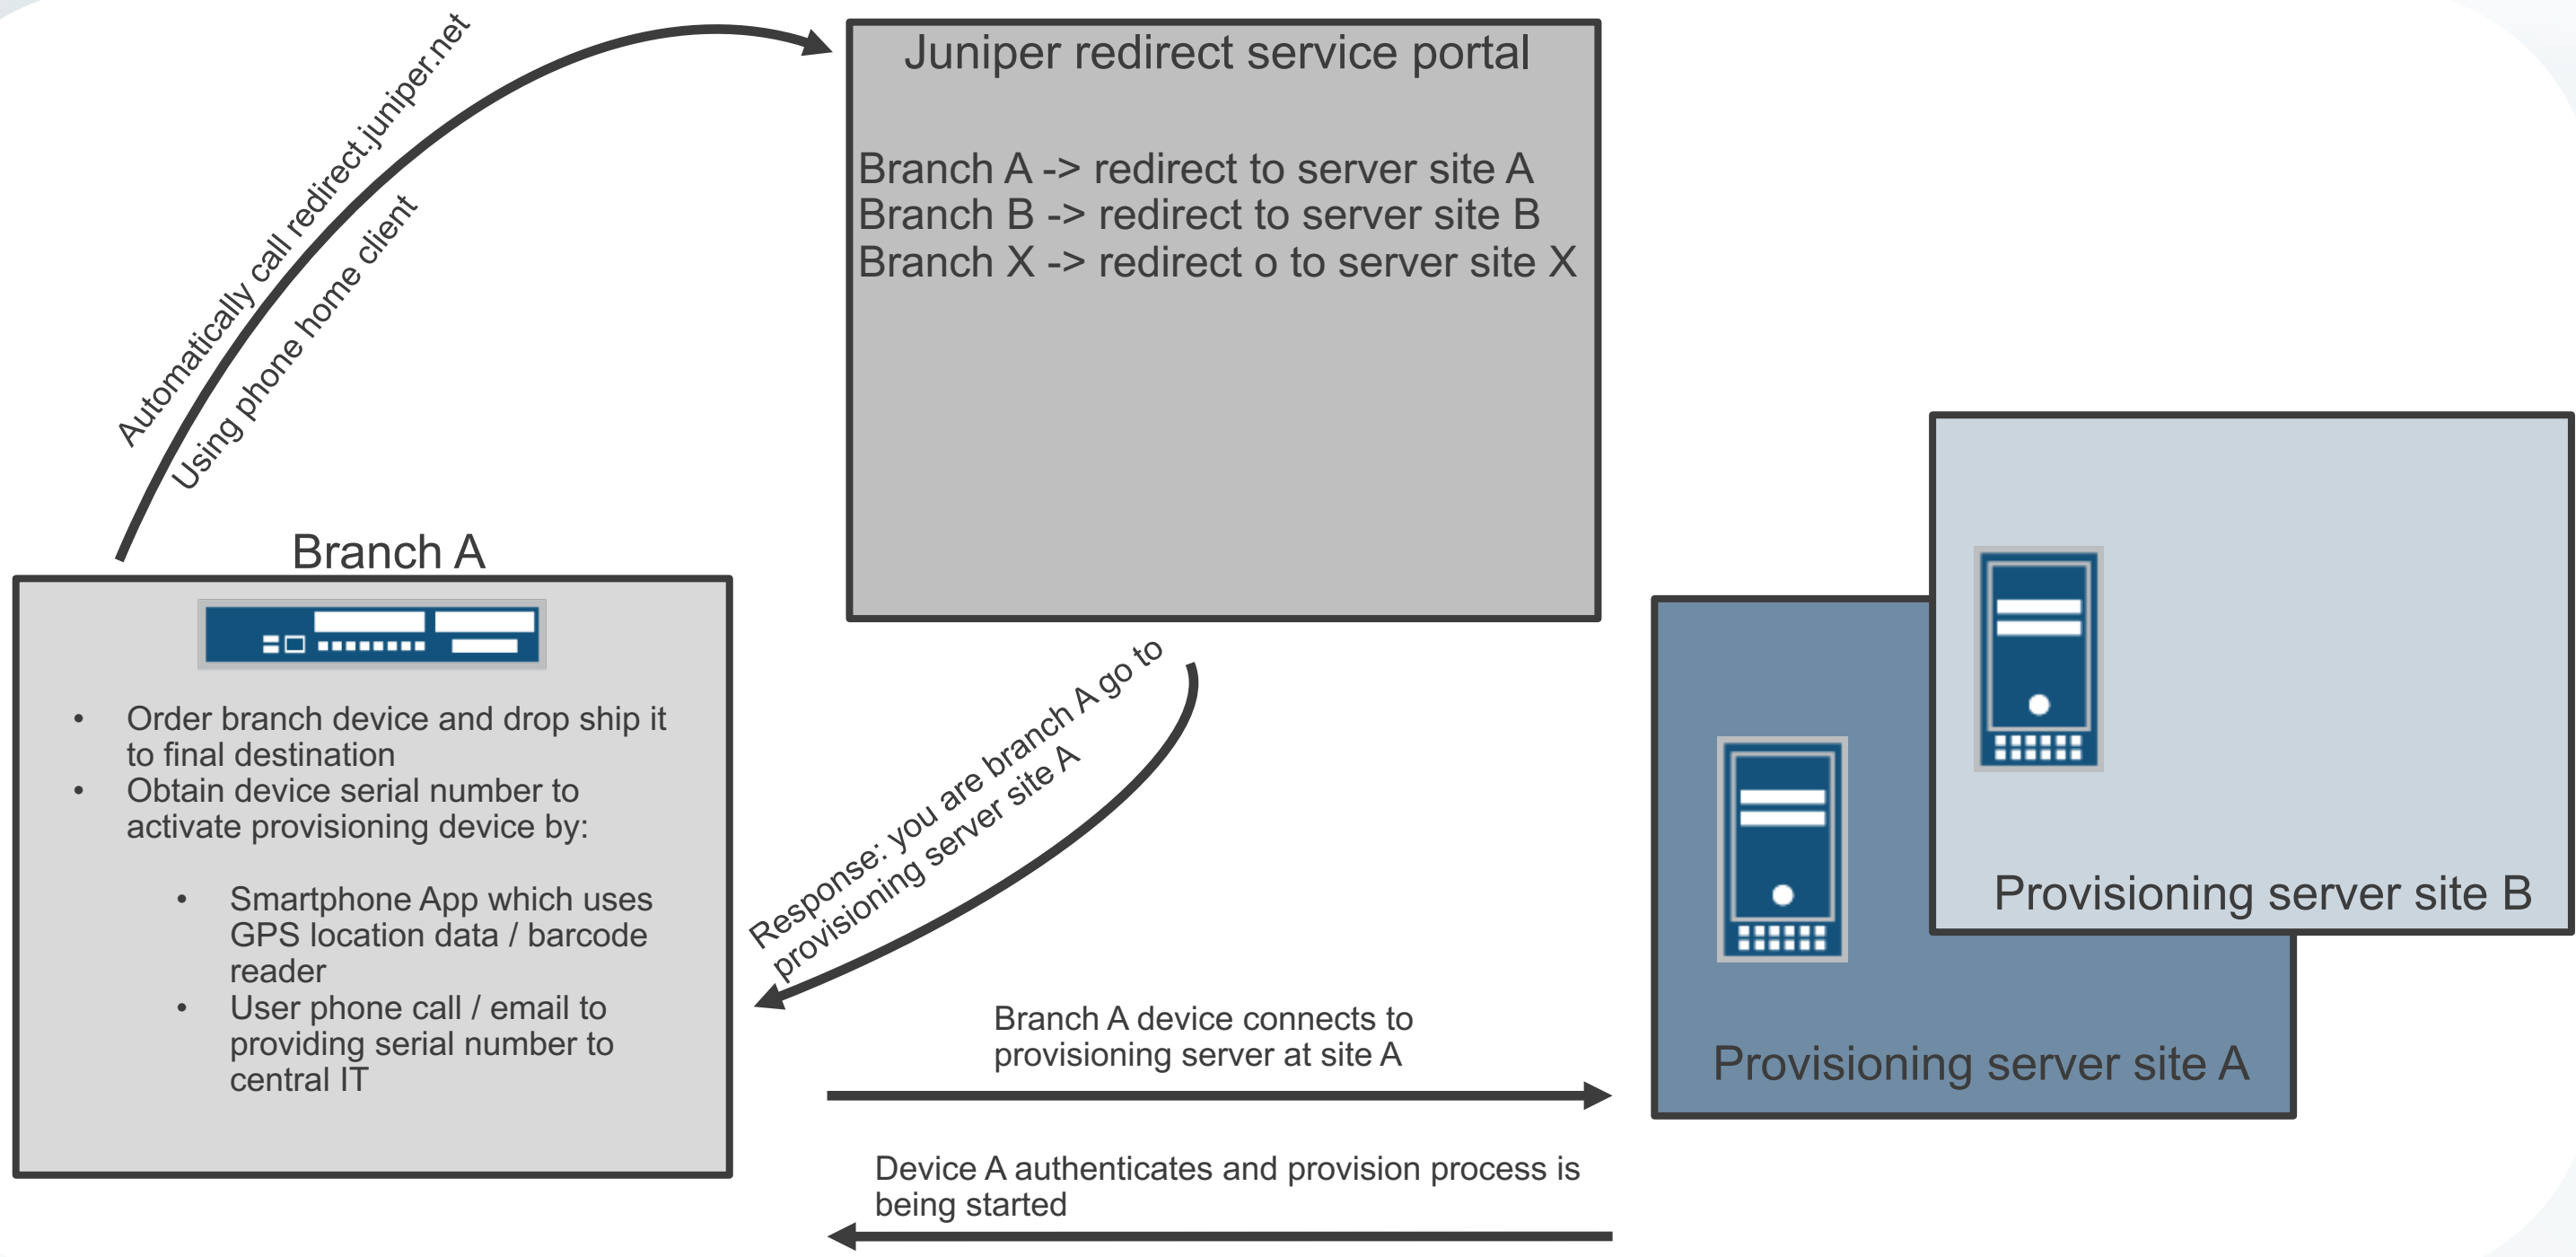 Automatically call redirect.juniper.net
Using phone home client
Juniper redirect service portal
Branch A -> redirect to server site A
Branch B -> redirect to server site B
Branch X -> redirect o to server site X
Branch A
• Order branch device and drop ship it
to final destination
• Obtain device serial number to
activate provisioning device by:
• Smartphone App which uses
GPS location data / barcode
reader
• User phone call / email to
providing serial number to
central IT
Response: you are branch A go to
provisioning server site A
Branch A device connects to
provisioning server at site A
Device A authenticates and provision process is
being started
Provisioning server site B
Provisioning server site A